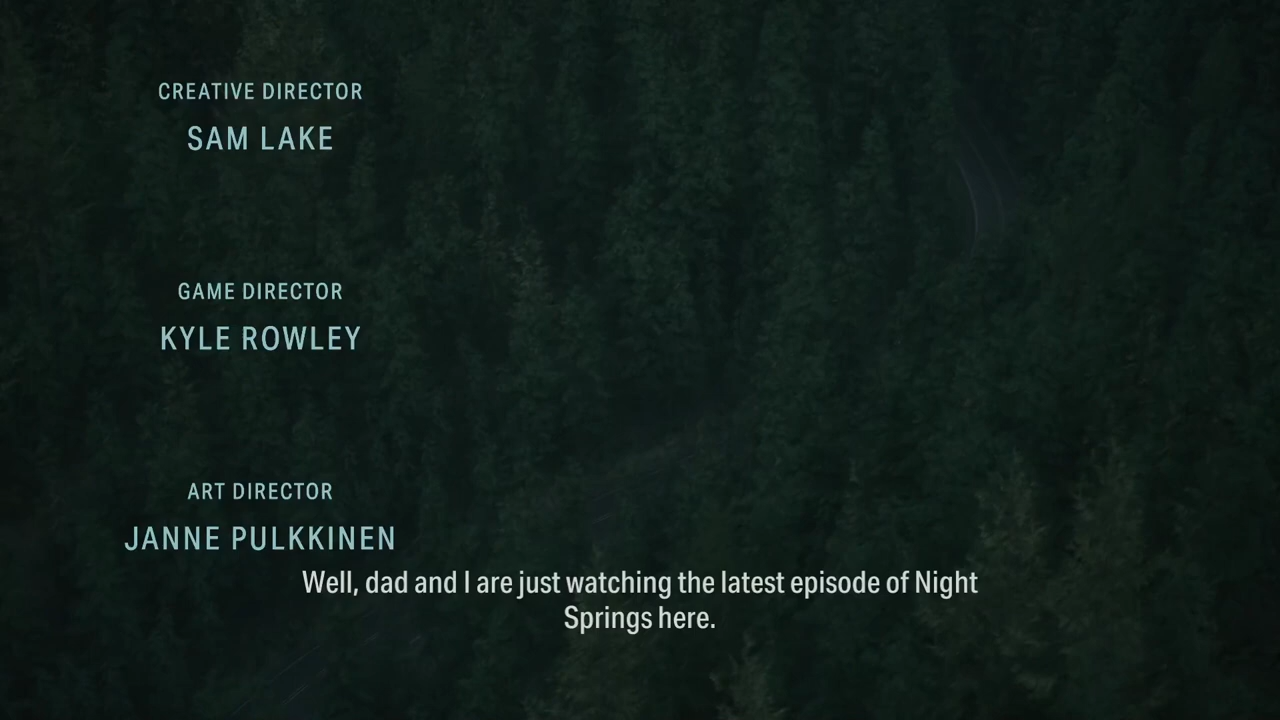 CREATIVE DIRECTOR
SAM LAKE
GAME DIRECTOR
KYLE ROWLEY
ART DIRECTOR
JANNE PULKKINEN
Well, dad and I are just watching the latest episode of Night
Springs here.